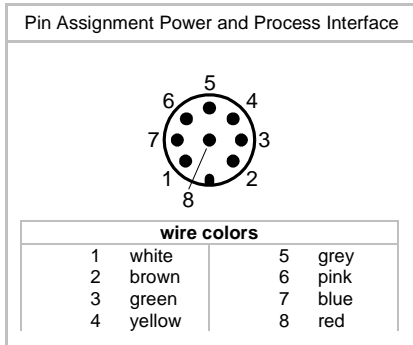 Pin Assignment Power and Process Interface
5
6 4
7 3
1 2
8
wire colors
1 white 5 grey
2 brown 6 pink
3 green 7 blue
4 yellow 8 red